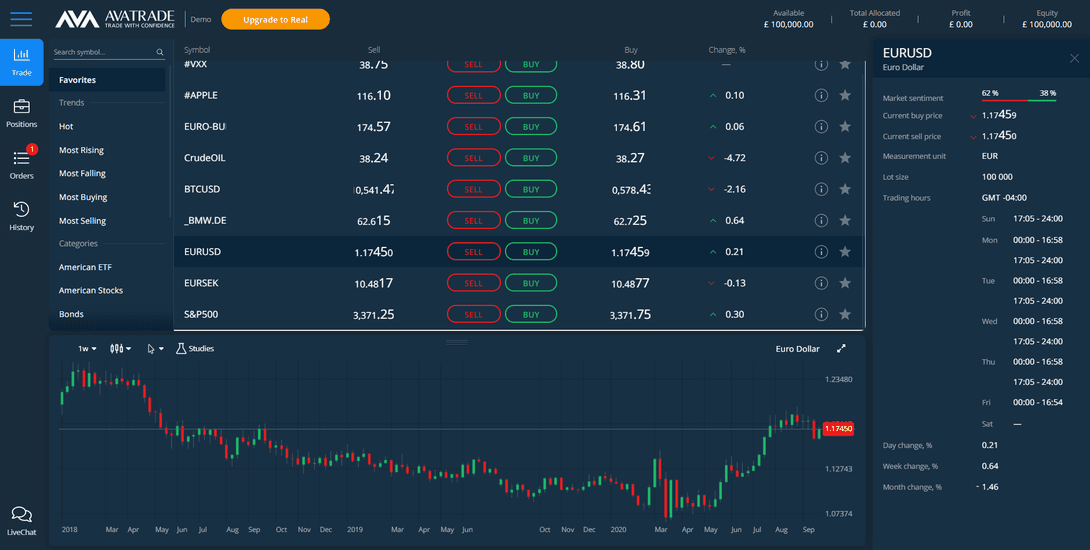 AVATRADE
TRADE WITH CONFIDENCE
Demo
Upgrade to Real
Available
£ 100,000.00
Total Allocated
£ 0.00
Profit
£ 0.00
Equity
£ 100,000.00
Trade
Positions
1
Orders
History
LiveChat
Search symbol...
Favorites
Trends
Hot
Most Rising
Most Falling
Most Buying
Most Selling
Categories
American ETF
American Stocks
Bonds
Symbol Sell Buy Change, %
#VXX 38.75 SELL BUY 38.80 —
#APPLE 116.10 SELL BUY 116.31 0.10
EURO-BU 174.57 SELL BUY 174.61 0.06
CrudeOIL 38.24 SELL BUY 38.27 -4.72
BTCUSD 0,541.47 SELL BUY 0,578.43 -2.16
_BMW.DE 62.615 SELL BUY 62.725 0.64
EURUSD 1.17450 SELL BUY 1.17459 0.21
EURSEK 10.4817 SELL BUY 10.4877 -0.13
S&P500 3,371.25 SELL BUY 3,371.75 0.30
1w
Studies
Euro Dollar
1.23480
1.17450
1.12743
1.07374
2018 Mar Apr May Jun Jul Aug Sep Oct Nov Dec 2019 Mar Apr May Jun Oct Nov Dec 2020 Mar Apr May Jun Jul Aug Sep
EURUSD
Euro Dollar
Market sentiment 62 % 38 %
Current buy price 1.17459
Current sell price 1.17450
Measurement unit EUR
Lot size 100 000
Trading hours GMT -04:00
Sun 17:05 - 24:00
Mon 00:00 - 16:58
17:05 - 24:00
Tue 00:00 - 16:58
17:05 - 24:00
Wed 00:00 - 16:58
17:05 - 24:00
Thu 00:00 - 16:58
17:05 - 24:00
Fri 00:00 - 16:54
Sat —
Day change, % 0.21
Week change, % 0.64
Month change, % - 1.46